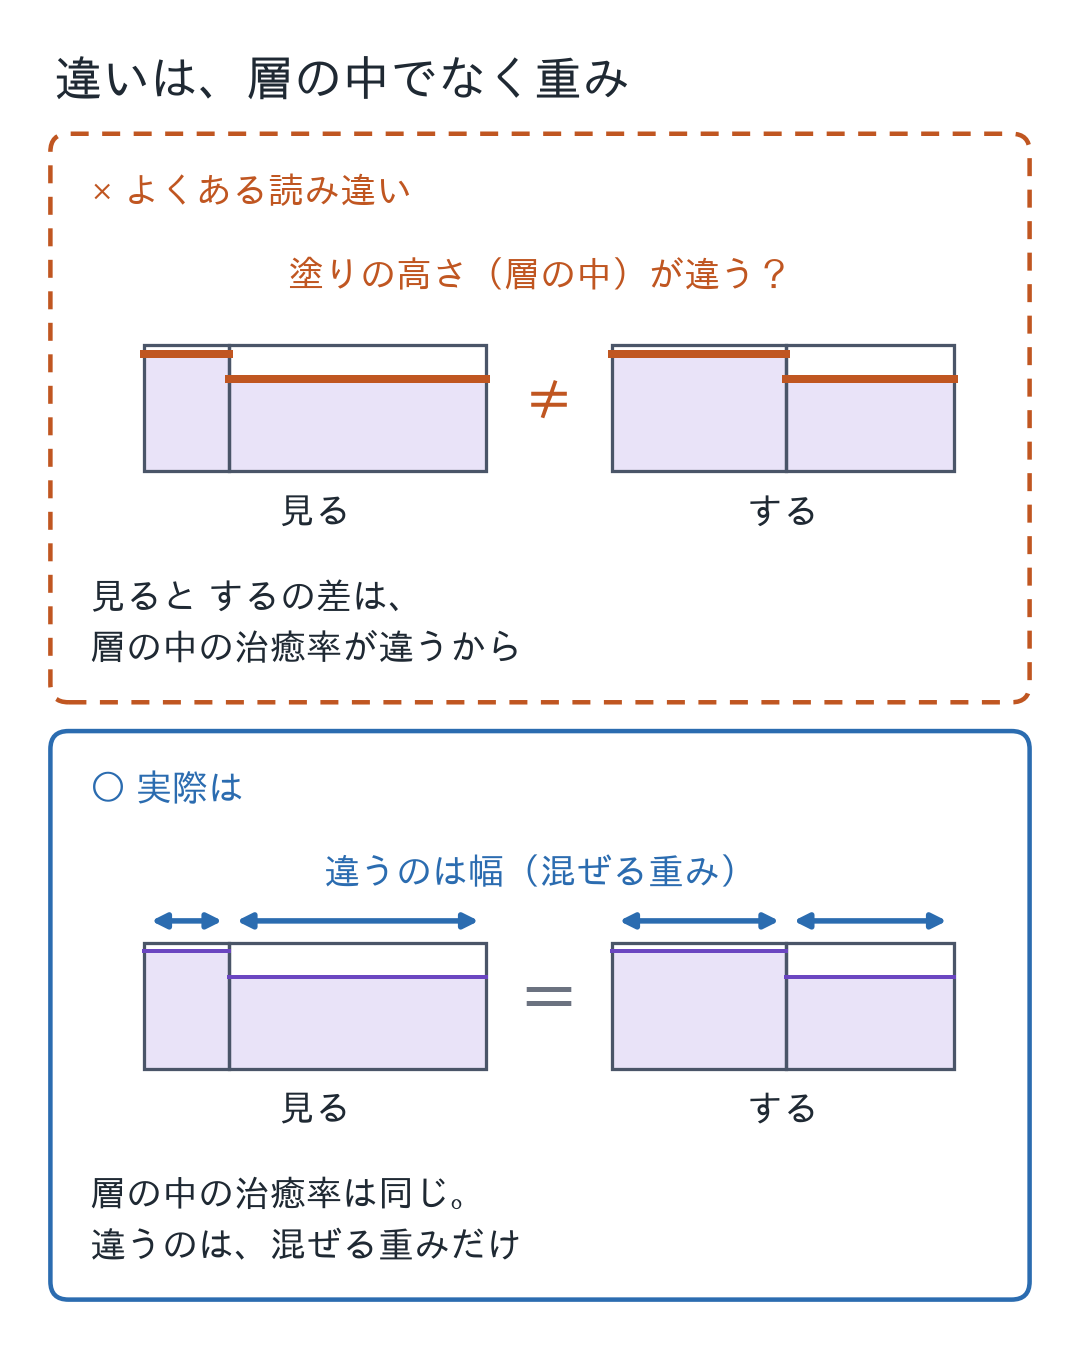 違いは、層の中でなく重み
× よくある読み違い
塗りの高さ（層の中）が違う？
≠
見る
する
見ると するの差は、
層の中の治癒率が違うから
○ 実際は
違うのは幅（混ぜる重み）
=
見る
する
層の中の治癒率は同じ。
違うのは、混ぜる重みだけ